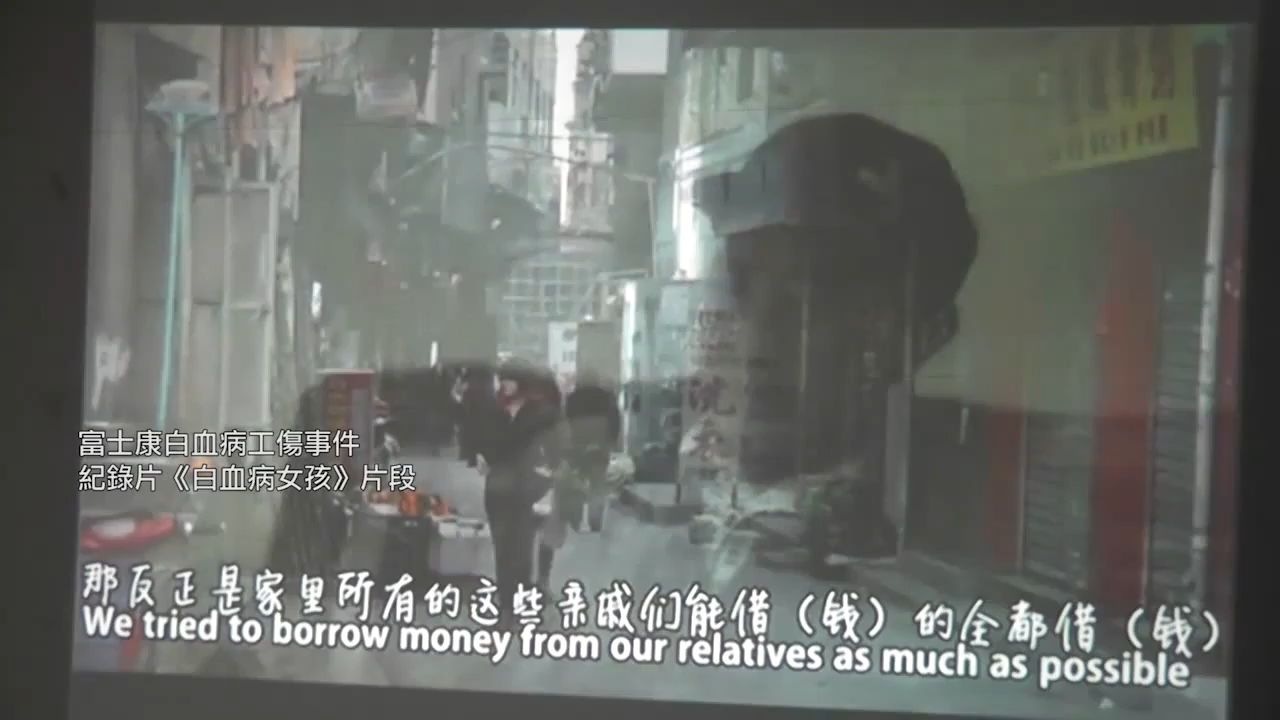 富士康白血病工傷事件
紀錄片《白血病女孩》片段
那反正是家里所有的这些亲戚们能借（钱）的全都借（钱）
We tried to borrow money from our relatives as much as possible